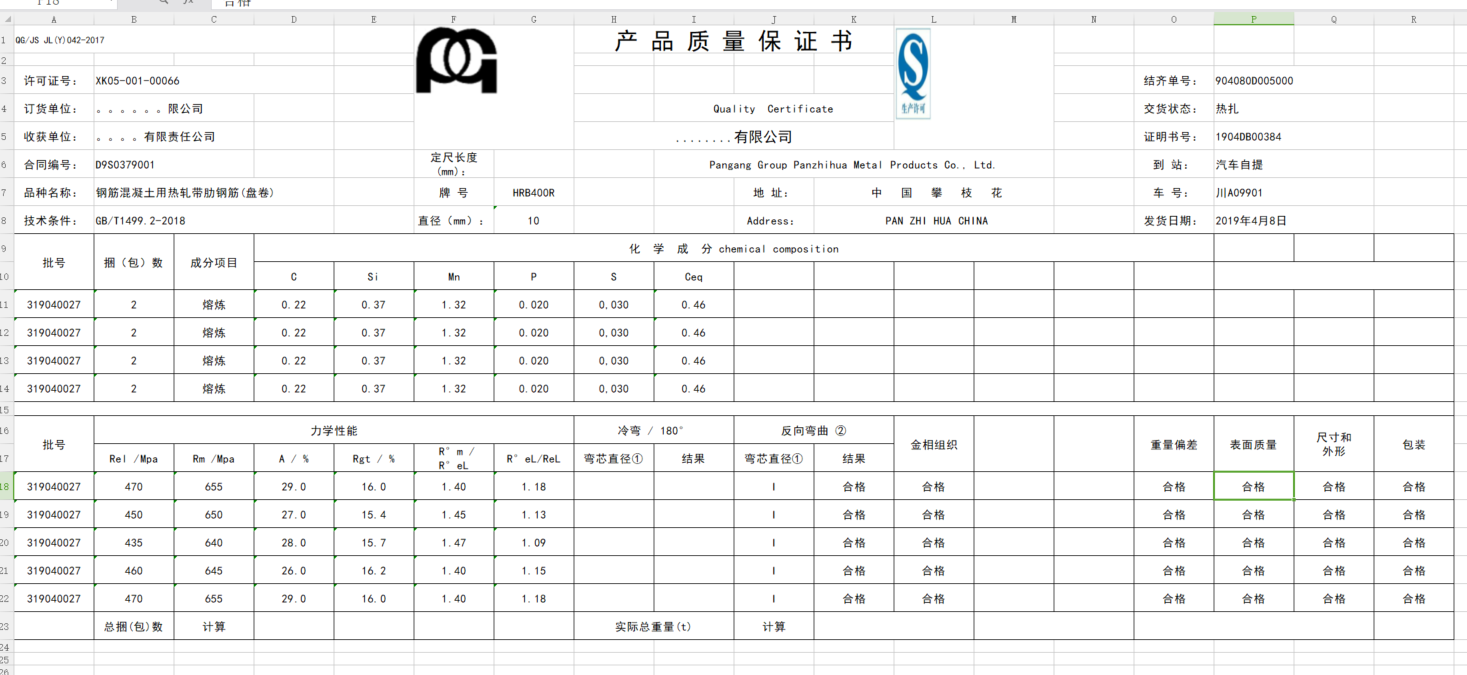 合格
A B C D E F G H I J K L M N O P Q R
1 QG/JS JL(Y)042-2017 产 品 质 量 保 证 书
2
3 许可证号： XK05-001-00066 结齐单号： 904080D005000
生产许可
4 订货单位： 。。。。。。限公司 Quality Certificate 交货状态： 热扎
5 收获单位： 。。。。有限责任公司 ........有限公司 证明书号： 1904DB00384
6 合同编号： D9S0379001 定尺长度(mm)： Pangang Group Panzhihua Metal Products Co., Ltd. 到 站： 汽车自提
7 品种名称： 钢筋混凝土用热轧带肋钢筋(盘卷) 牌 号 HRB400R 地 址： 中 国 攀 枝 花 车 号： 川A09901
8 技术条件： GB/T1499.2-2018 直径（mm）： 10 Address: PAN ZHI HUA CHINA 发货日期： 2019年4月8日
9 批号 捆（包）数 成分项目 化 学 成 分 chemical composition
10 C Si Mn P S Ceq
11 319040027 2 熔炼 0.22 0.37 1.32 0.020 0,030 0.46
12 319040027 2 熔炼 0.22 0.37 1.32 0.020 0,030 0.46
13 319040027 2 熔炼 0.22 0.37 1.32 0.020 0,030 0.46
14 319040027 2 熔炼 0.22 0.37 1.32 0.020 0,030 0.46
15
16 批号 力学性能 冷弯 / 180° 反向弯曲 ② 金相组织 重量偏差 表面质量 尺寸和外形 包装
17 Rel /Mpa Rm /Mpa A / % Rgt / % R°m / R°eL R°eL/ReL 弯芯直径① 结果 弯芯直径① 结果
18 319040027 470 655 29.0 16.0 1.40 1.18 I 合格 合格 合格 合格 合格 合格
19 319040027 450 650 27.0 15.4 1.45 1.13 I 合格 合格 合格 合格 合格 合格
20 319040027 435 640 28.0 15.7 1.47 1.09 I 合格 合格 合格 合格 合格 合格
21 319040027 460 645 26.0 16.2 1.40 1.15 I 合格 合格 合格 合格 合格 合格
22 319040027 470 655 29.0 16.0 1.40 1.18 I 合格 合格 合格 合格 合格 合格
23 总捆(包)数 计算 实际总重量(t) 计算
24
25
26